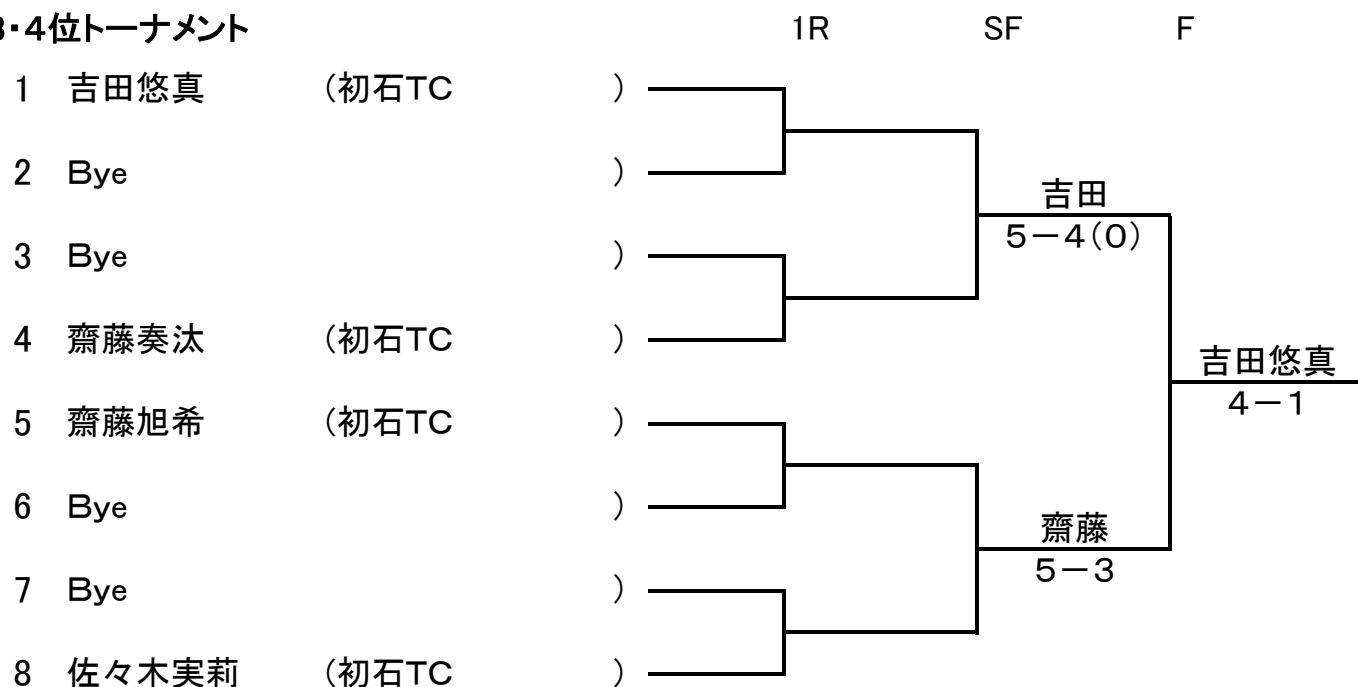 3・4位トーナメント 1R SF F
1 吉田悠真 (初石TC )
2 Bye )
吉田
5-4(0)
3 Bye )
4 齋藤奏汰 (初石TC )
吉田悠真
4-1
5 齋藤旭希 (初石TC )
6 Bye )
齋藤
5-3
7 Bye )
8 佐々木実莉 (初石TC )